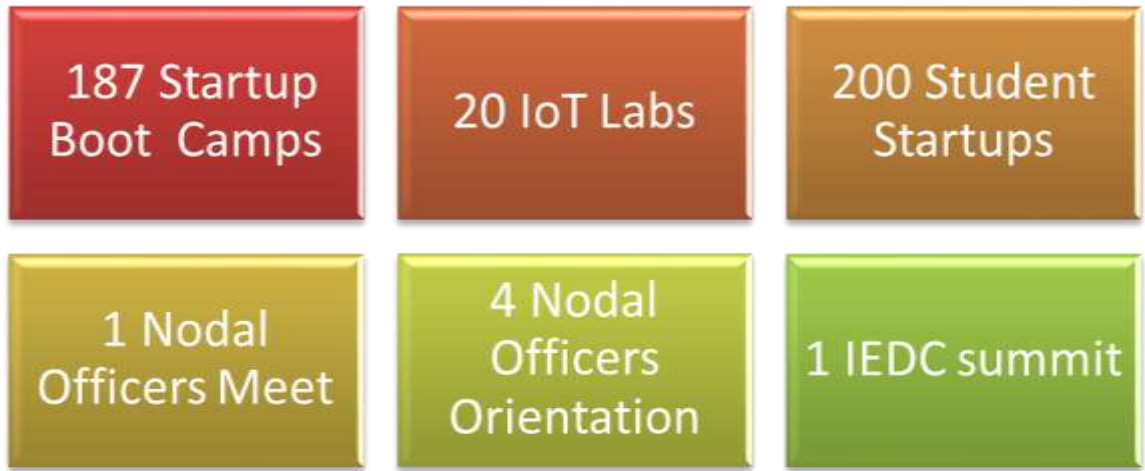 187 Startup
Boot Camps
20 IoT Labs
200 Student
Startups
1 Nodal
Officers Meet
4 Nodal
Officers
Orientation
1 IEDC summit